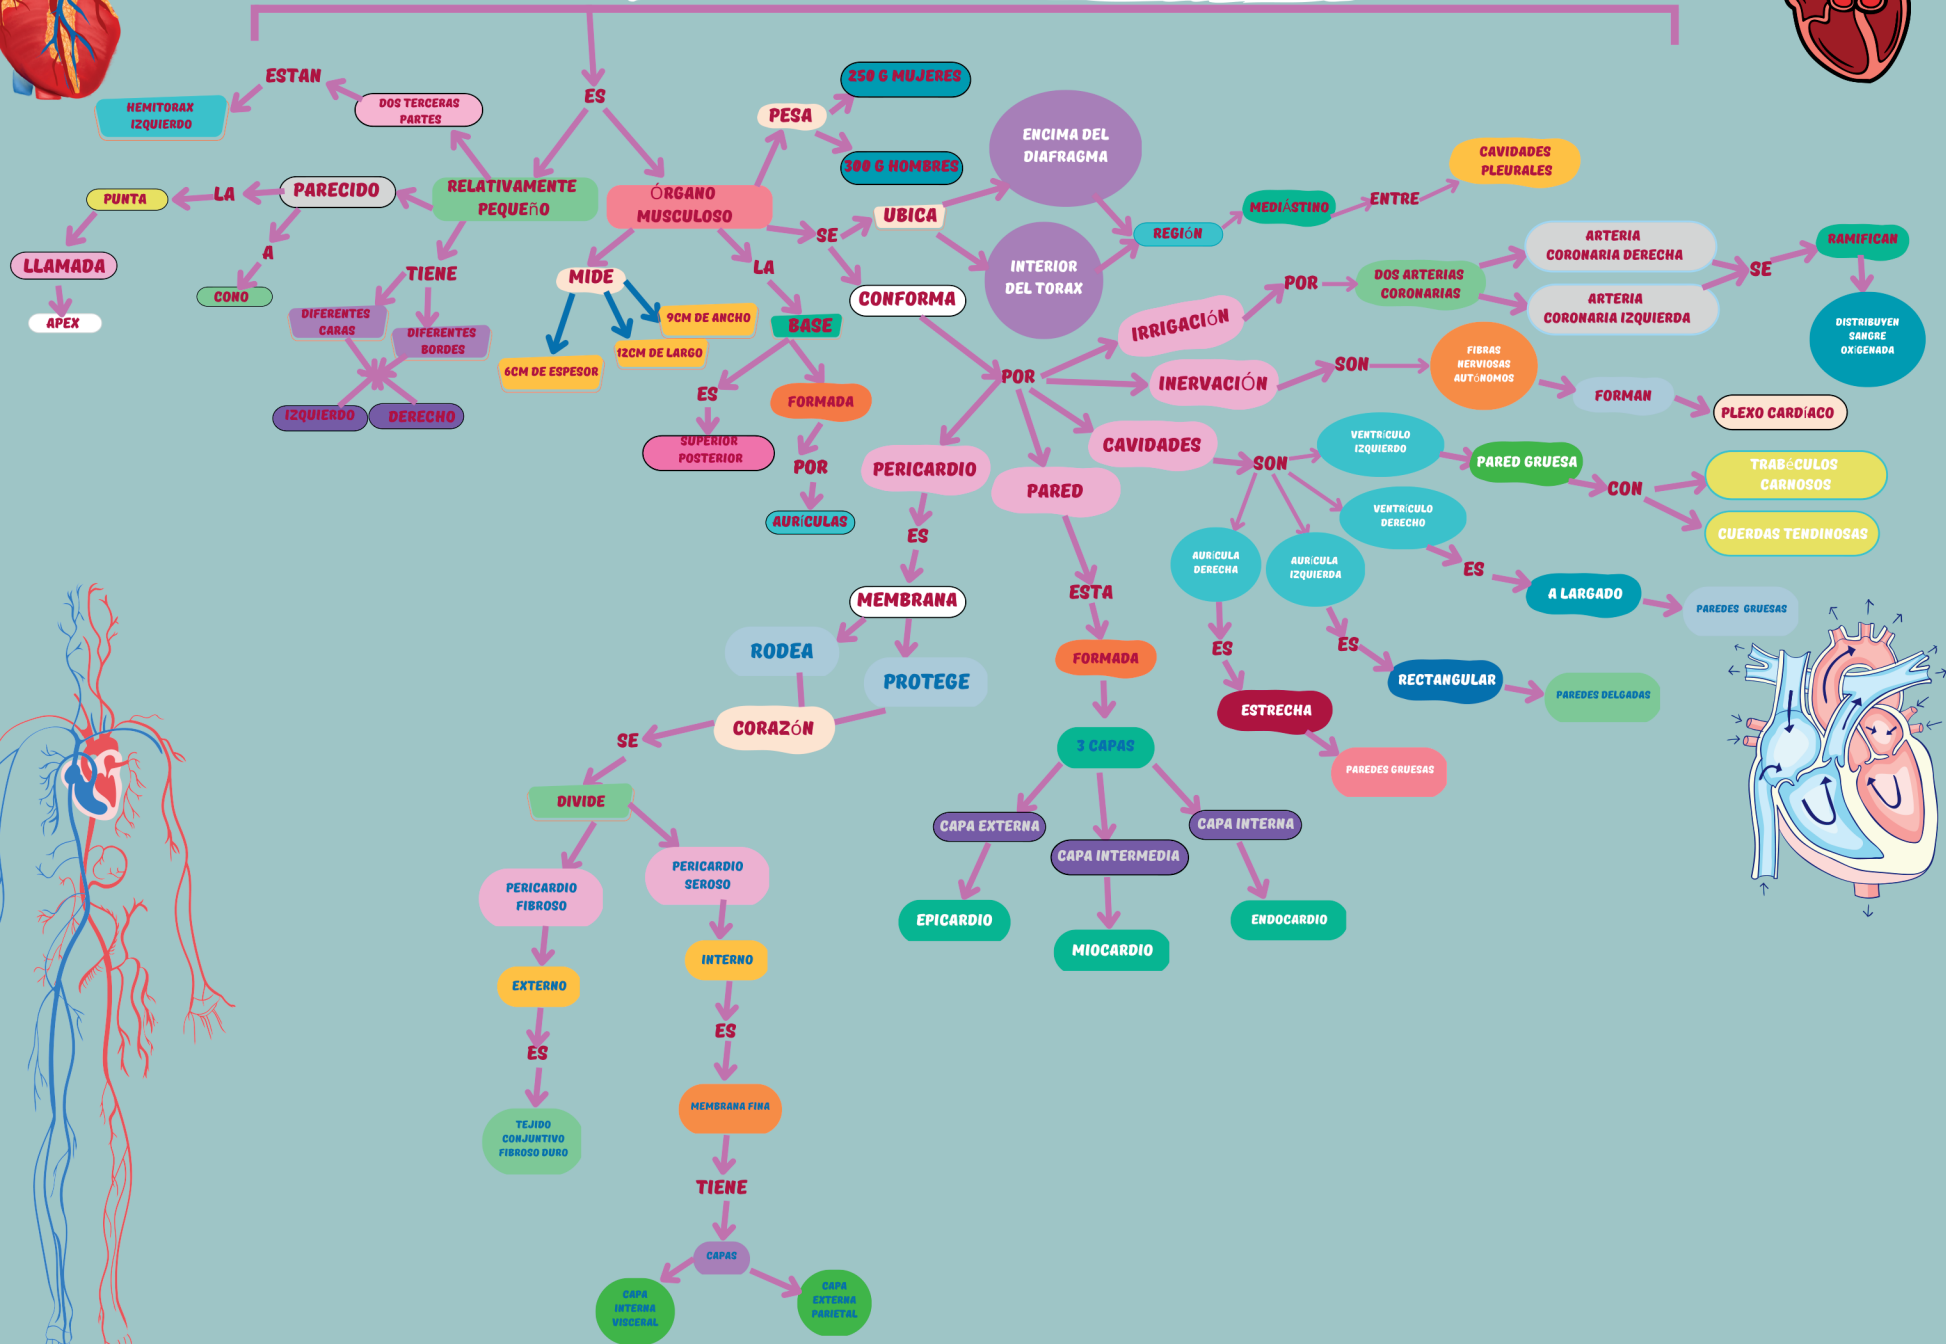 ES
ESTAN
HEMITORAX
IZQUIERDO
DOS TERCERAS
PARTES
RELATIVAMENTE
PEQUEñO
PARECIDO
LA
PUNTA
LLAMADA
APEX
A
CONO
TIENE
DIFERENTES
CARAS
DIFERENTES
BORDES
IZQUIERDO
DERECHO
ÓRGANO
MUSCULOSO
PESA
250 G MUJERES
300 G HOMBRES
MIDE
9CM DE ANCHO
12CM DE LARGO
6CM DE ESPESOR
LA
BASE
ES
SUPERIOR
POSTERIOR
FORMADA
POR
AURíCULAS
SE
UBICA
ENCIMA DEL
DIAFRAGMA
INTERIOR
DEL TORAX
REGIóN
MEDIÁSTINO
ENTRE
CAVIDADES
PLEURALES
CONFORMA
POR
IRRIGACIóN
POR
DOS ARTERIAS
CORONARIAS
ARTERIA
CORONARIA DERECHA
ARTERIA
CORONARIA IZQUIERDA
SE
RAMIFICAN
DISTRIBUYEN
SANGRE
OXíGENADA
INERVACIÓN
SON
FIBRAS
NERVIOSAS
AUTóNOMOS
FORMAN
PLEXO CARDíACO
CAVIDADES
SON
VENTRíCULO
IZQUIERDO
PARED GRUESA
CON
TRABéCULOS
CARNOSOS
CUERDAS TENDINOSAS
VENTRíCULO
DERECHO
ES
A LARGADO
PAREDES GRUESAS
AURíCULA
DERECHA
ES
ESTRECHA
PAREDES GRUESAS
AURíCULA
IZQUIERDA
ES
RECTANGULAR
PAREDES DELGADAS
PARED
ESTA
FORMADA
3 CAPAS
CAPA EXTERNA
CAPA INTERMEDIA
CAPA INTERNA
EPICARDIO
MIOCARDIO
ENDOCARDIO
PERICARDIO
ES
MEMBRANA
RODEA
PROTEGE
CORAZóN
SE
DIVIDE
PERICARDIO
FIBROSO
EXTERNO
ES
TEJIDO
CONJUNTIVO
FIBROSO DURO
PERICARDIO
SEROSO
INTERNO
ES
MEMBRANA FINA
TIENE
CAPAS
CAPA
INTERNA
VISCERAL
CAPA
EXTERNA
PARIETAL